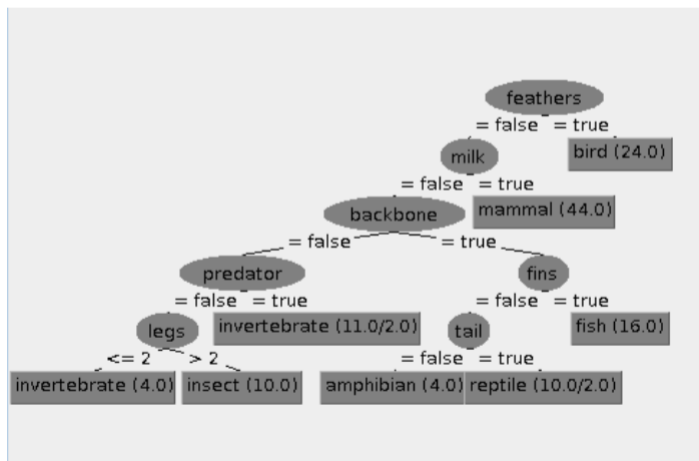 feathers
= false = true
milk bird (24.0)
= false = true
backbone mammal (44.0)
= false = true
predator fins
= false = true = false = true
legs invertebrate (11.0/2.0) tail fish (16.0)
<= 2 > 2 = false = true
invertebrate (4.0) insect (10.0) amphibian (4.0) reptile (10.0/2.0)